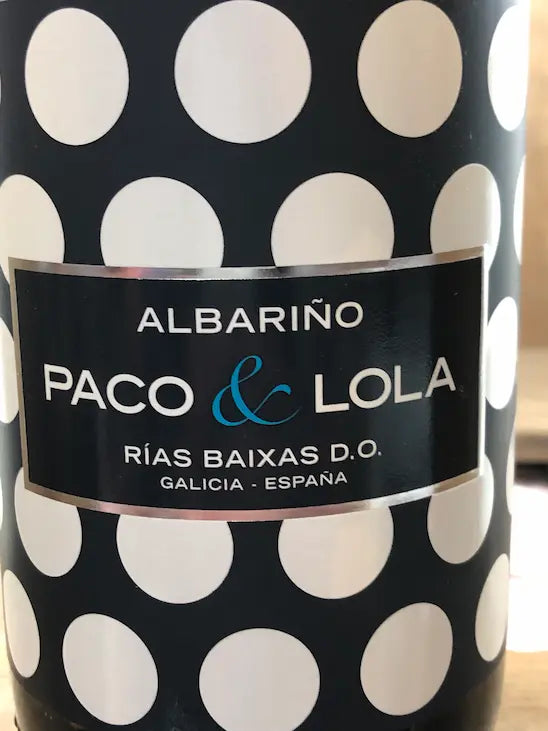 ALBARIÑO
PACO & LOLA
RÍAS BAIXAS D.O.
GALICIA - ESPAÑA